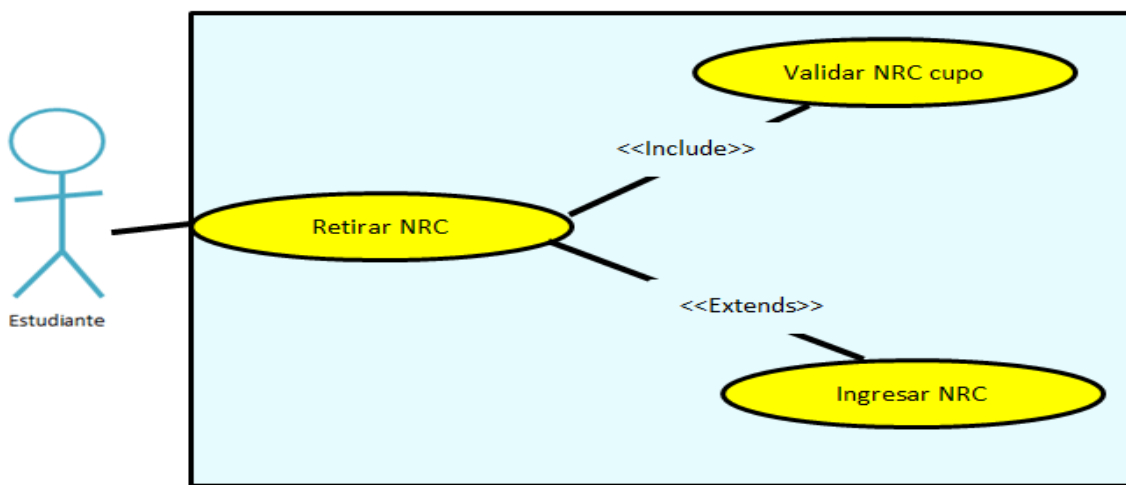 Validar NRC cupo
<<Include>>
Retirar NRC
<<Extends>>
Estudiante
Ingresar NRC